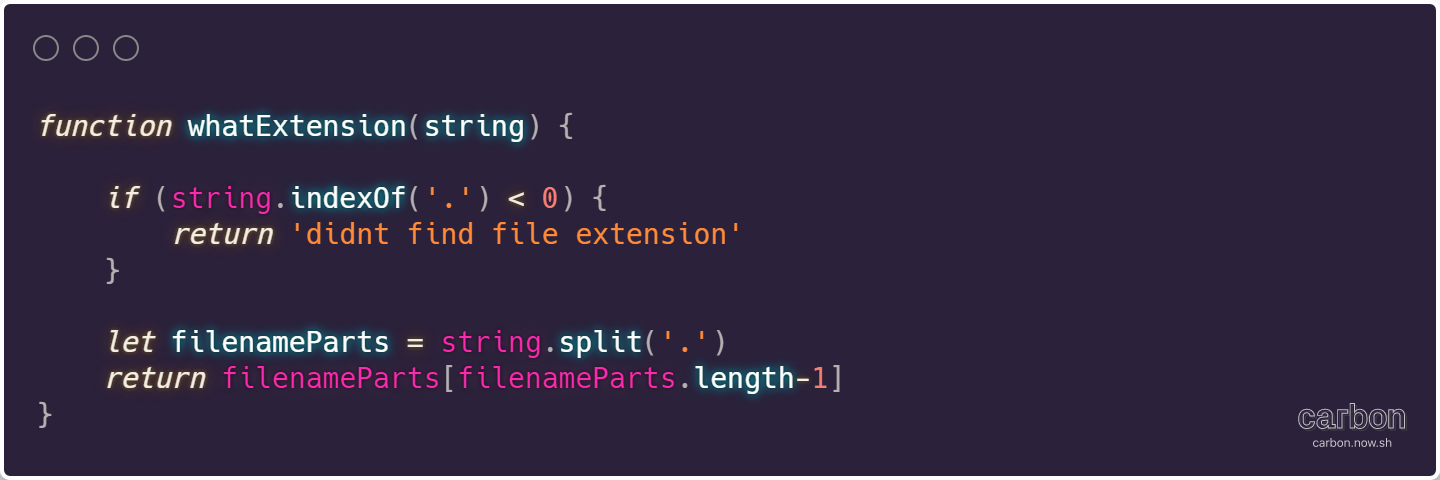 function whatExtension(string) {
    if (string.indexOf('.') < 0) {
        return 'didnt find file extension'
    }
    let filenameParts = string.split('.')
    return filenameParts[filenameParts.length-1]
}
carbon
carbon.now.sh